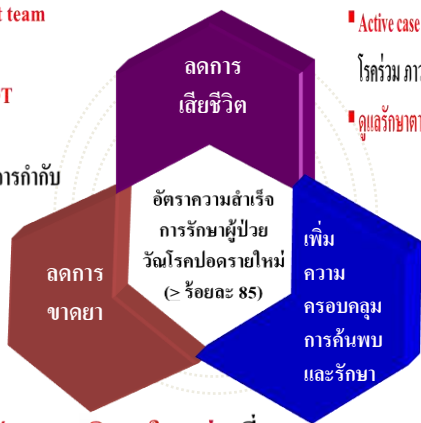 t team
▪ Active case
ลดการ
เสียชีวิต
โรคร่วม
T
▪ ดูแลรักษาตา
การกำกับ
อัตราความสำเร็จ
การรักษาผู้ป่วย
วัณโรคปอดรายใหม่
(> ร้อยละ 85)
ลดการ
ขาดยา
เพิ่ม
ความ
ครอบคลุม
การค้นพบ
และรักษา